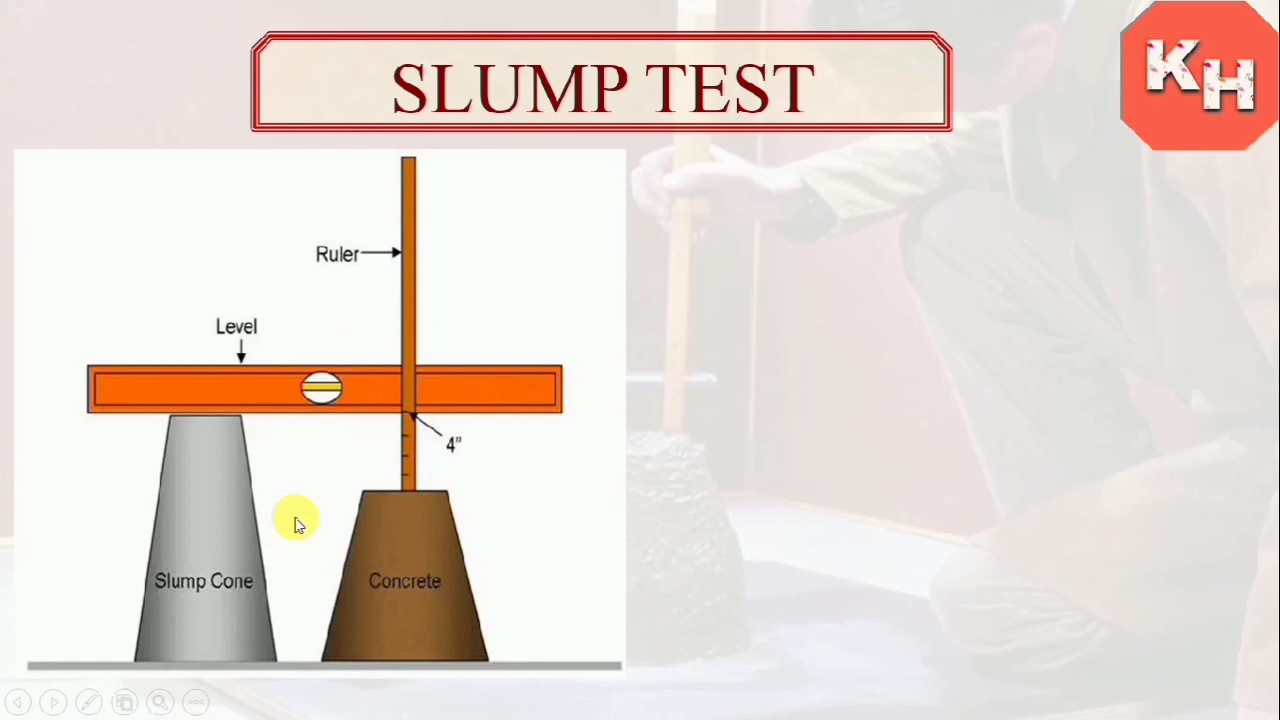 SLUMP TEST
KH
Ruler
Level
4"
Slump Cone
Concrete